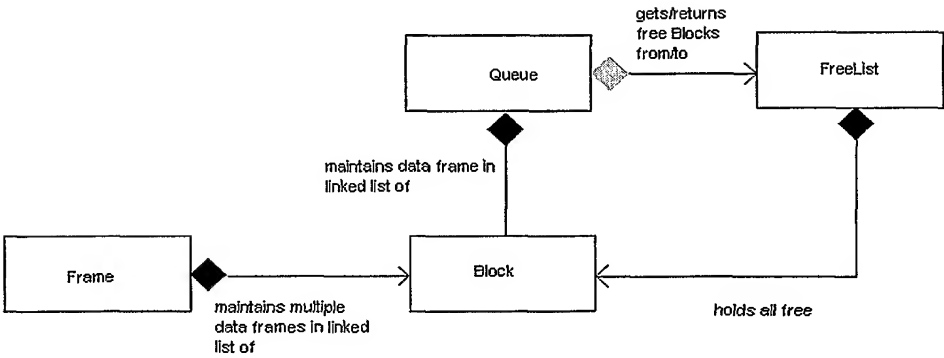 gets/returns
free Blocks
from/to
Queue
FreeList
maintains data frame in
linked list of
Frame
Block
maintains multiple
data frames in linked
list of
holds all free